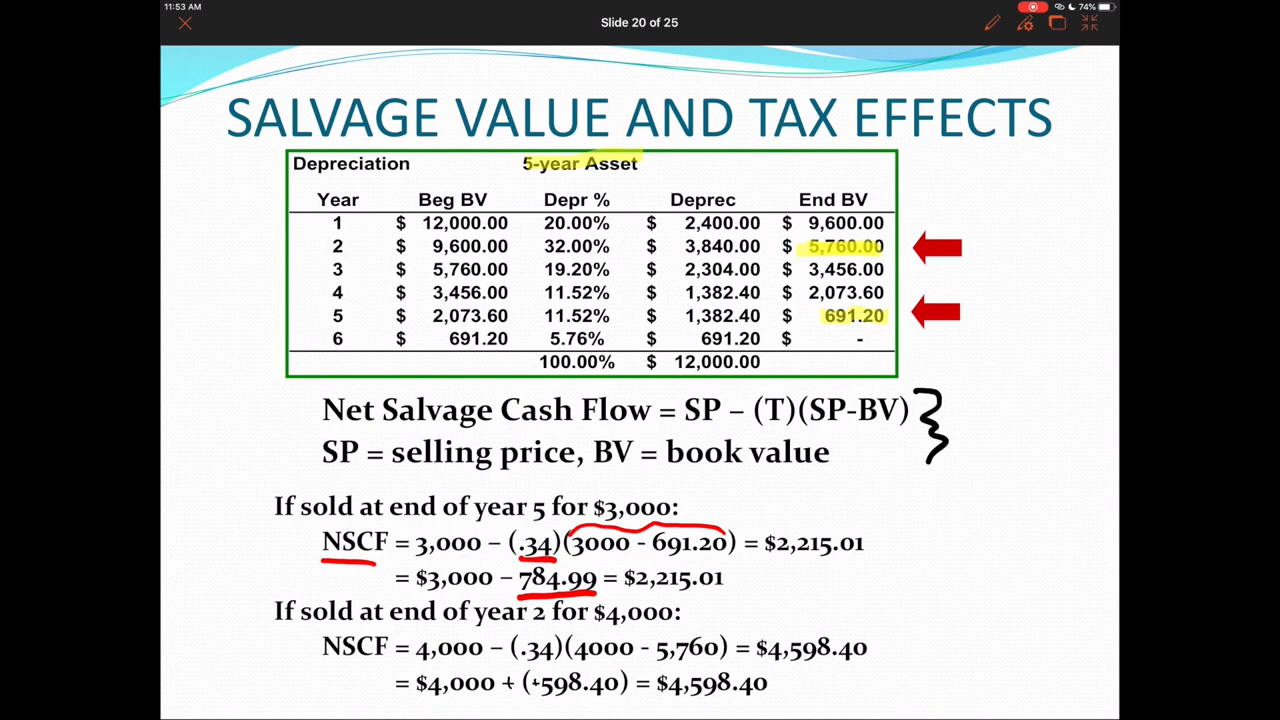 11:53 AM
74%
Slide 20 of 25
SALVAGE VALUE AND TAX EFFECTS
Depreciation 5-year Asset
Year Beg BV Depr % Deprec End BV
1 $ 12,000.00 20.00% $ 2,400.00 $ 9,600.00
2 $ 9,600.00 32.00% $ 3,840.00 $ 5,760.00
3 $ 5,760.00 19.20% $ 2,304.00 $ 3,456.00
4 $ 3,456.00 11.52% $ 1,382.40 $ 2,073.60
5 $ 2,073.60 11.52% $ 1,382.40 $ 691.20
6 $ 691.20 5.76% $ 691.20 $ -
100.00% $ 12,000.00
Net Salvage Cash Flow = SP – (T)(SP-BV)
SP = selling price, BV = book value
If sold at end of year 5 for $3,000:
NSCF = 3,000 – (.34)(3000 - 691.20) = $2,215.01
= $3,000 – 784.99 = $2,215.01
If sold at end of year 2 for $4,000:
NSCF = 4,000 – (.34)(4000 - 5,760) = $4,598.40
= $4,000 + (+598.40) = $4,598.40